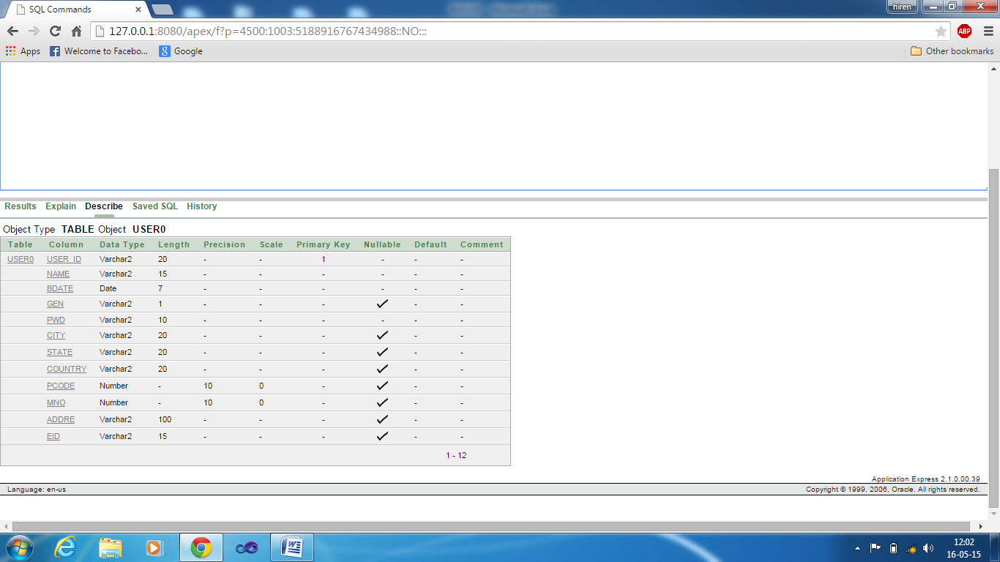 SQL Commands
hiren
127.0.0.1:8080/apex/f?p=4500:1003:5188916767434988::NO:::
ABP
Apps Welcome to Facebo... Google Other bookmarks
Results Explain Describe Saved SQL History
Object Type TABLE Object USER0
Table Column Data Type Length Precision Scale Primary Key Nullable Default Comment
USER0 USER_ID Varchar2 20 - - 1 - - -
NAME Varchar2 15 - - - - - -
BDATE Date 7 - - - - - -
GEN Varchar2 1 - - - ✓ - -
PWD Varchar2 10 - - - - - -
CITY Varchar2 20 - - - ✓ - -
STATE Varchar2 20 - - - ✓ - -
COUNTRY Varchar2 20 - - - ✓ - -
PCODE Number - 10 0 - ✓ - -
MNO Number - 10 0 - ✓ - -
ADDRE Varchar2 100 - - - ✓ - -
EID Varchar2 15 - - - ✓ - -
1 - 12
Application Express 2.1.0.00.39
Language: en-us Copyright © 1999, 2006, Oracle. All rights reserved.
12:02
16-05-15